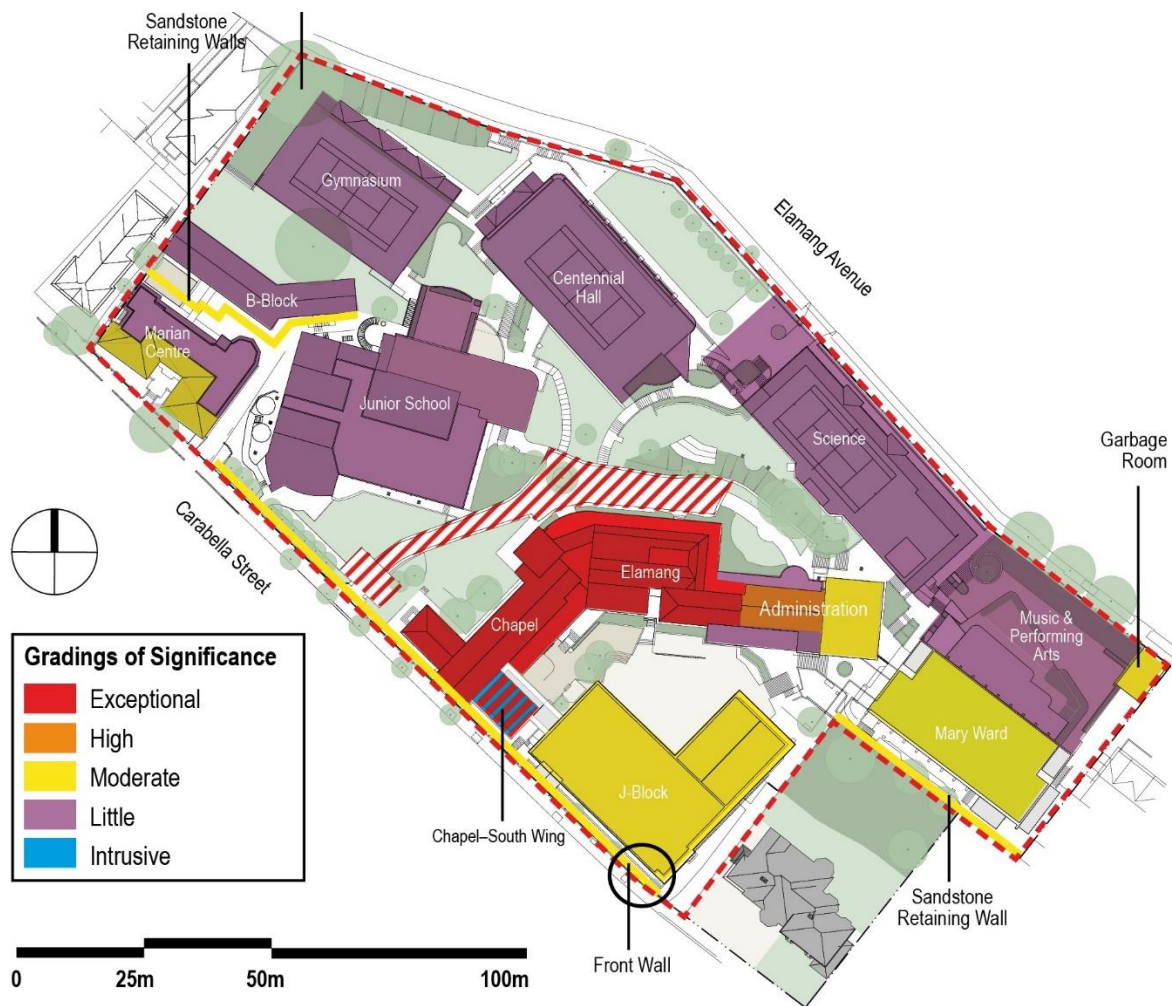 Sandstone
Retaining Walls
Gymnasium
Elamang Avenue
Centennial
Hall
B-Block
Marian
Centre
Junior School
Science
Garbage
Room
Carabella Street
Elamang
Administration
Chapel
Music &
Performing
Arts
Mary Ward
J-Block
Gradings of Significance
Exceptional
High
Moderate
Little
Intrusive
Chapel–South Wing
Sandstone
Retaining Wall
Front Wall
0
25m
50m
100m